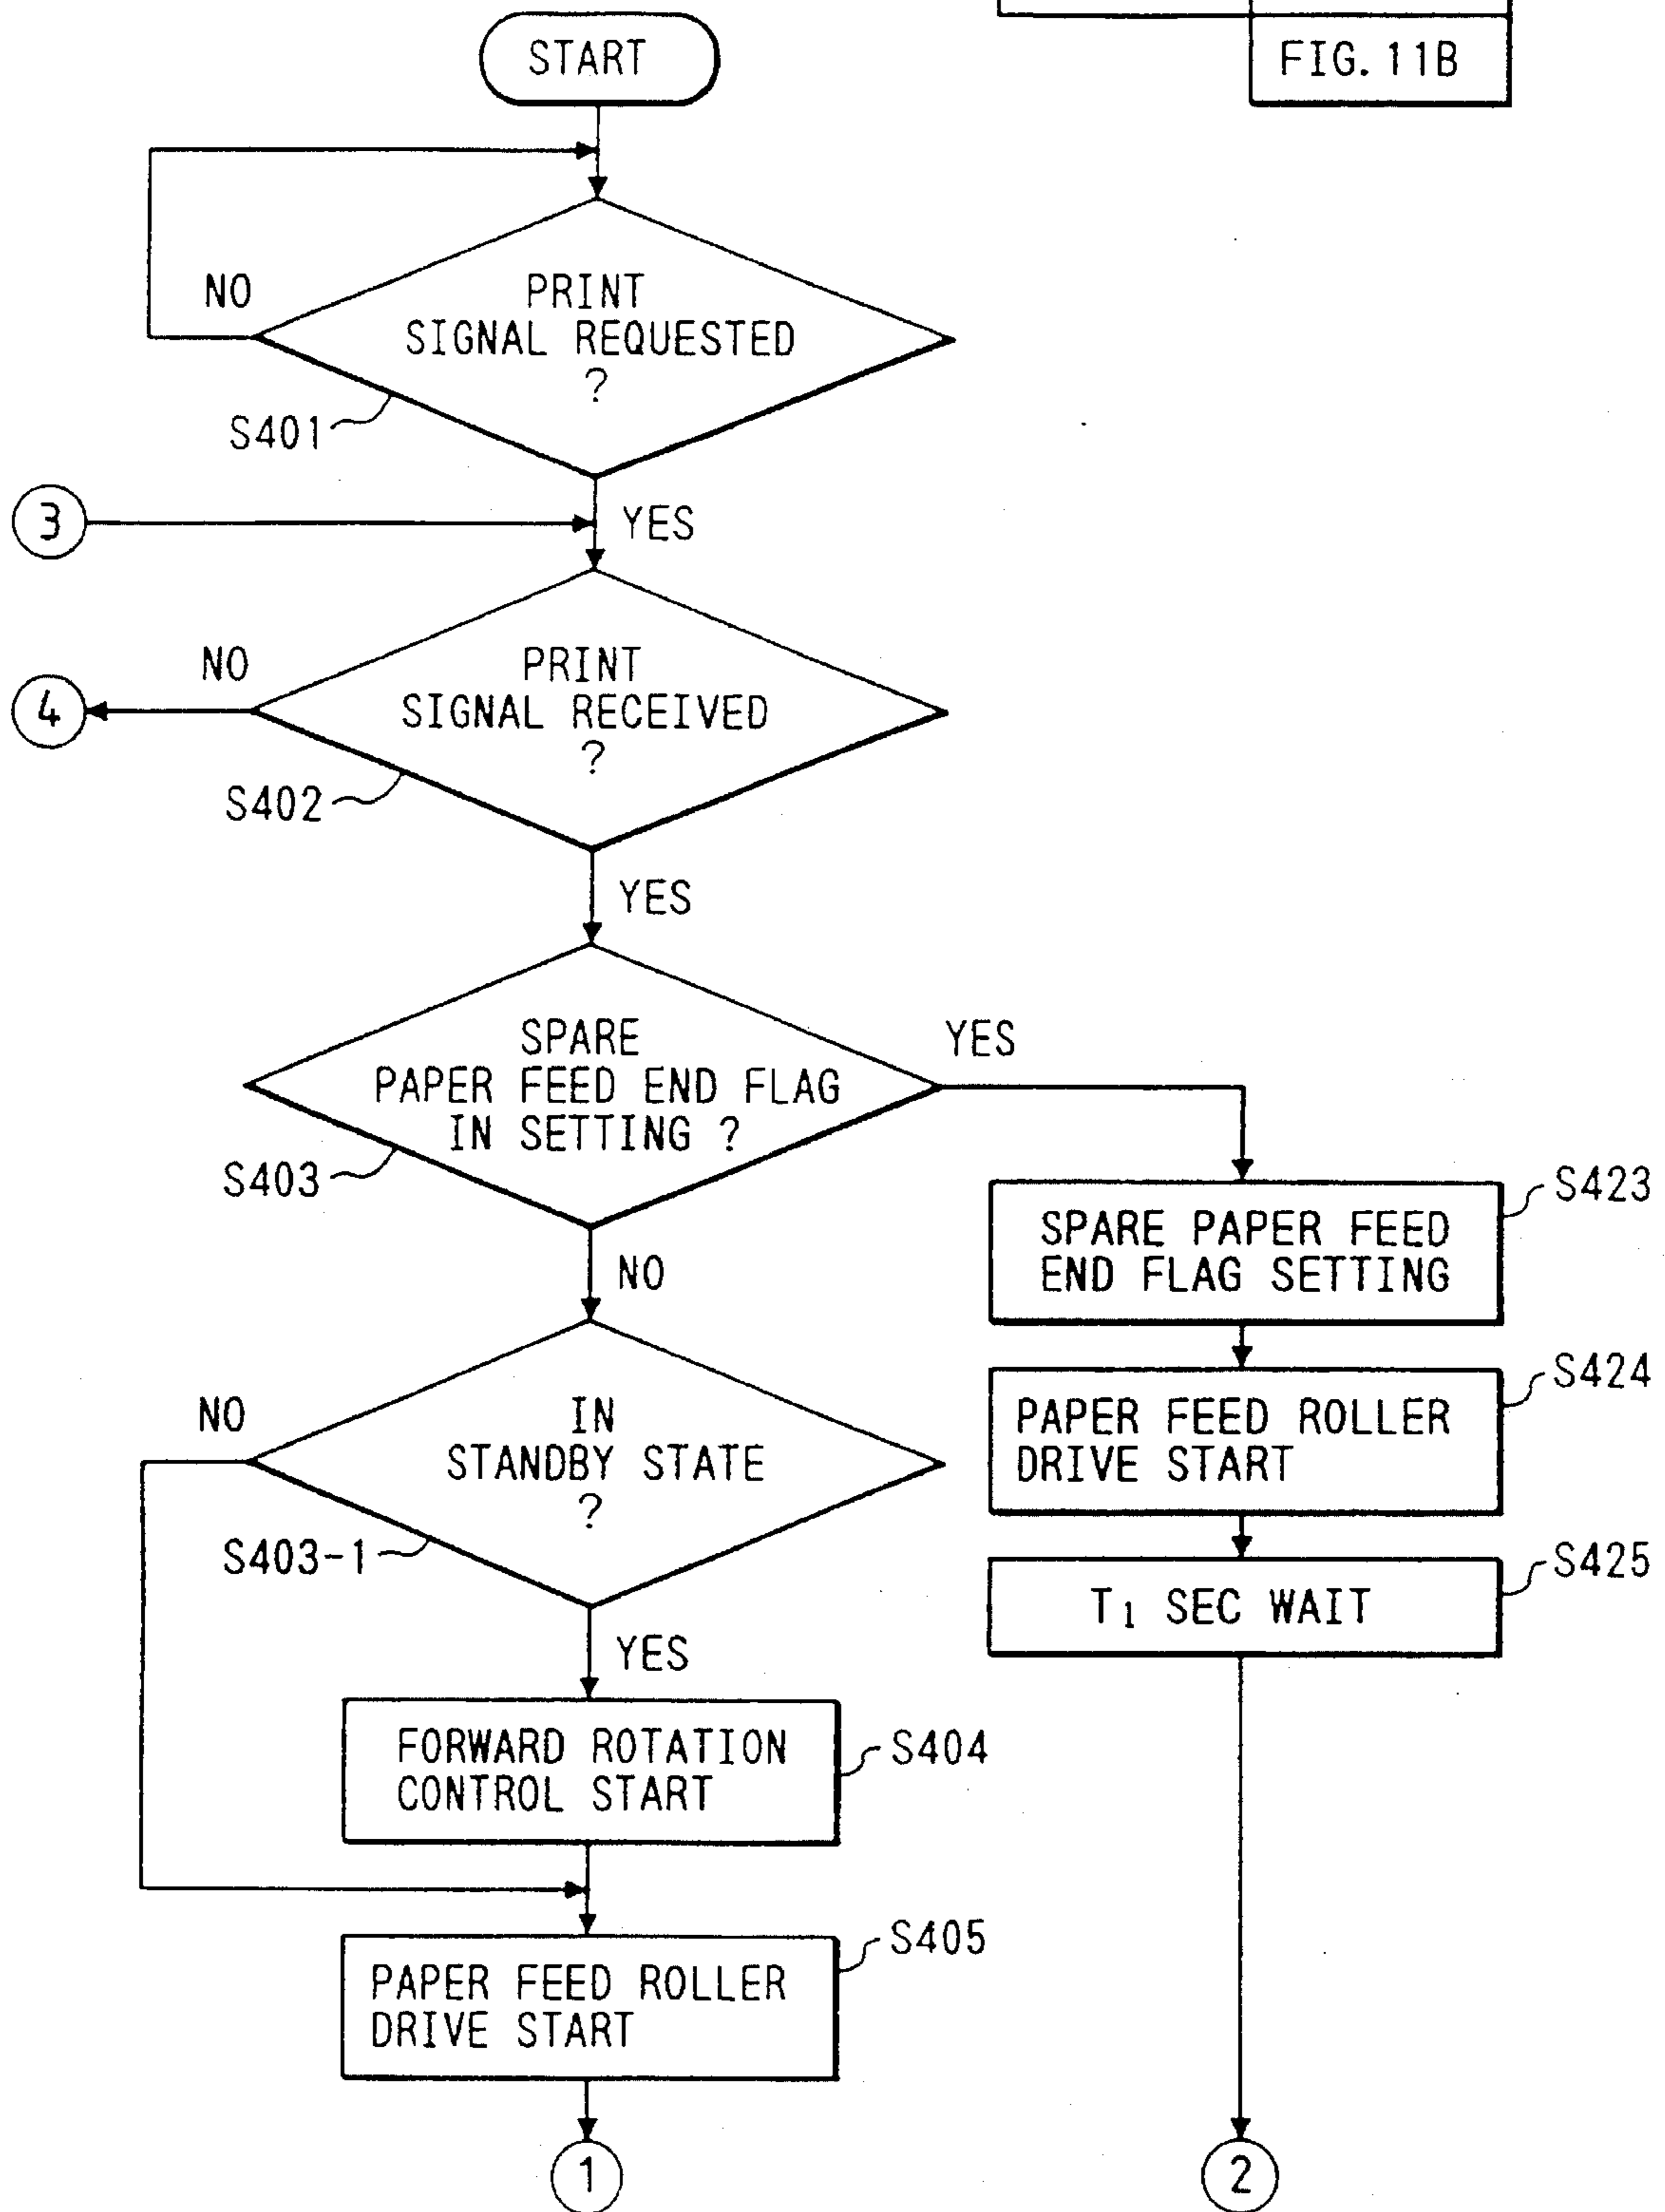 FIG. 11B
START
NO
PRINT
SIGNAL REQUESTED
?
S401
3
YES
NO
PRINT
SIGNAL RECEIVED
?
4
S402
YES
SPARE
PAPER FEED END FLAG
IN SETTING ?
YES
S403
NO
S423
SPARE PAPER FEED
END FLAG SETTING
S424
PAPER FEED ROLLER
DRIVE START
S425
T1 SEC WAIT
NO
IN
STANDBY STATE
?
S403-1
YES
FORWARD ROTATION
CONTROL START
S404
S405
PAPER FEED ROLLER
DRIVE START
1
2